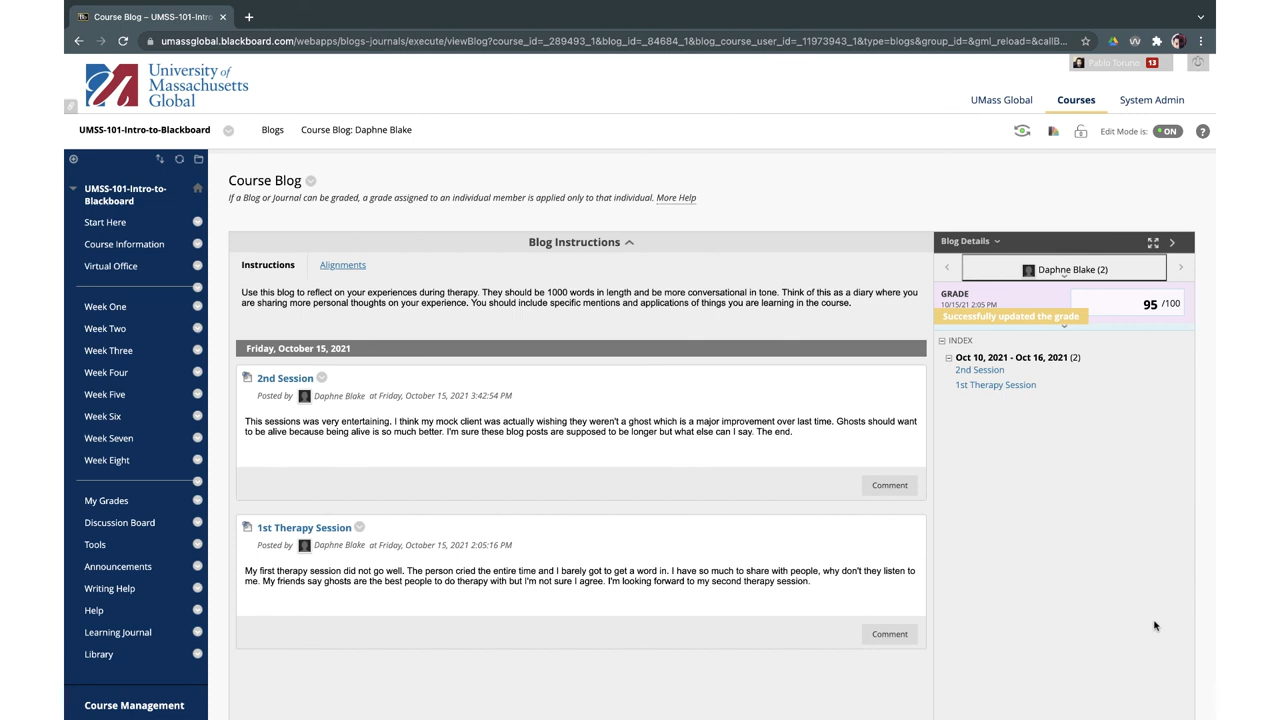 Course Blog – UMSS-101-Intro
umassglobal.blackboard.com/webapps/blogs-journals/execute/viewBlog?course_id=_289493_1&blog_id=_84684_1&blog_course_user_id=_11973943_1&type=blogs&group_id=&gml_reload=&callB...
University of
Massachusetts
Global
Pablo Toruno 13
UMass Global Courses System Admin
UMSS-101-Intro-to-Blackboard Blogs Course Blog: Daphne Blake Edit Mode is: ON ?
UMSS-101-Intro-to-
Blackboard
Start Here
Course Information
Virtual Office
Week One
Week Two
Week Three
Week Four
Week Five
Week Six
Week Seven
Week Eight
My Grades
Discussion Board
Tools
Announcements
Writing Help
Help
Learning Journal
Library
Course Management
Course Blog
If a Blog or Journal can be graded, a grade assigned to an individual member is applied only to that individual. More Help
Blog Instructions
Instructions Alignments
Use this blog to reflect on your experiences during therapy. They should be 1000 words in length and be more conversational in tone. Think of this as a diary where you
are sharing more personal thoughts on your experience. You should include specific mentions and applications of things you are learning in the course.
Friday, October 15, 2021
2nd Session
Posted by Daphne Blake at Friday, October 15, 2021 3:42:54 PM
This sessions was very entertaining. I think my mock client was actually wishing they weren't a ghost which is a major improvement over last time. Ghosts should want
to be alive because being alive is so much better. I'm sure these blog posts are supposed to be longer but what else can I say. The end.
Comment
1st Therapy Session
Posted by Daphne Blake at Friday, October 15, 2021 2:05:16 PM
My first therapy session did not go well. The person cried the entire time and I barely got to get a word in. I have so much to share with people, why don't they listen to
me. My friends say ghosts are the best people to do therapy with but I'm not sure I agree. I'm looking forward to my second therapy session.
Comment
Blog Details
Daphne Blake (2)
GRADE
10/15/21 2:05 PM
95 /100
Successfully updated the grade
INDEX
Oct 10, 2021 - Oct 16, 2021 (2)
2nd Session
1st Therapy Session